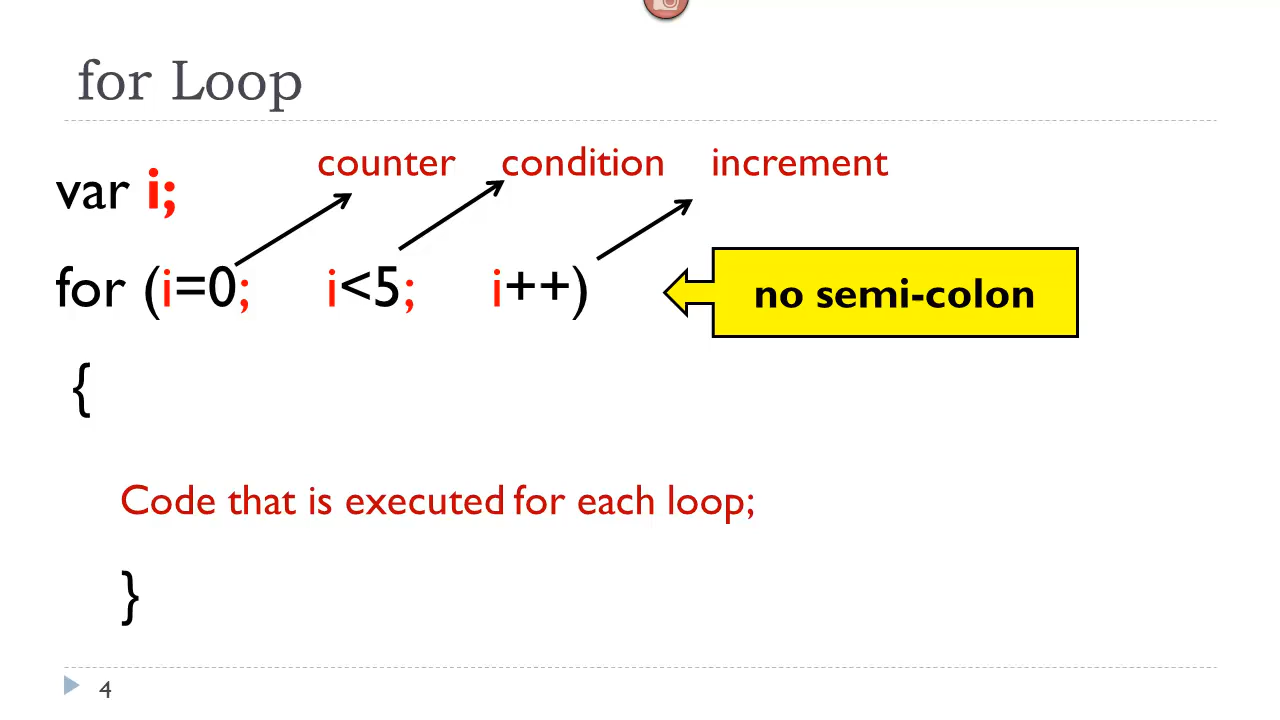 for Loop
counter condition increment
var i;
for (i=0; i<5; i++)
no semi-colon
{
Code that is executed for each loop;
}
4